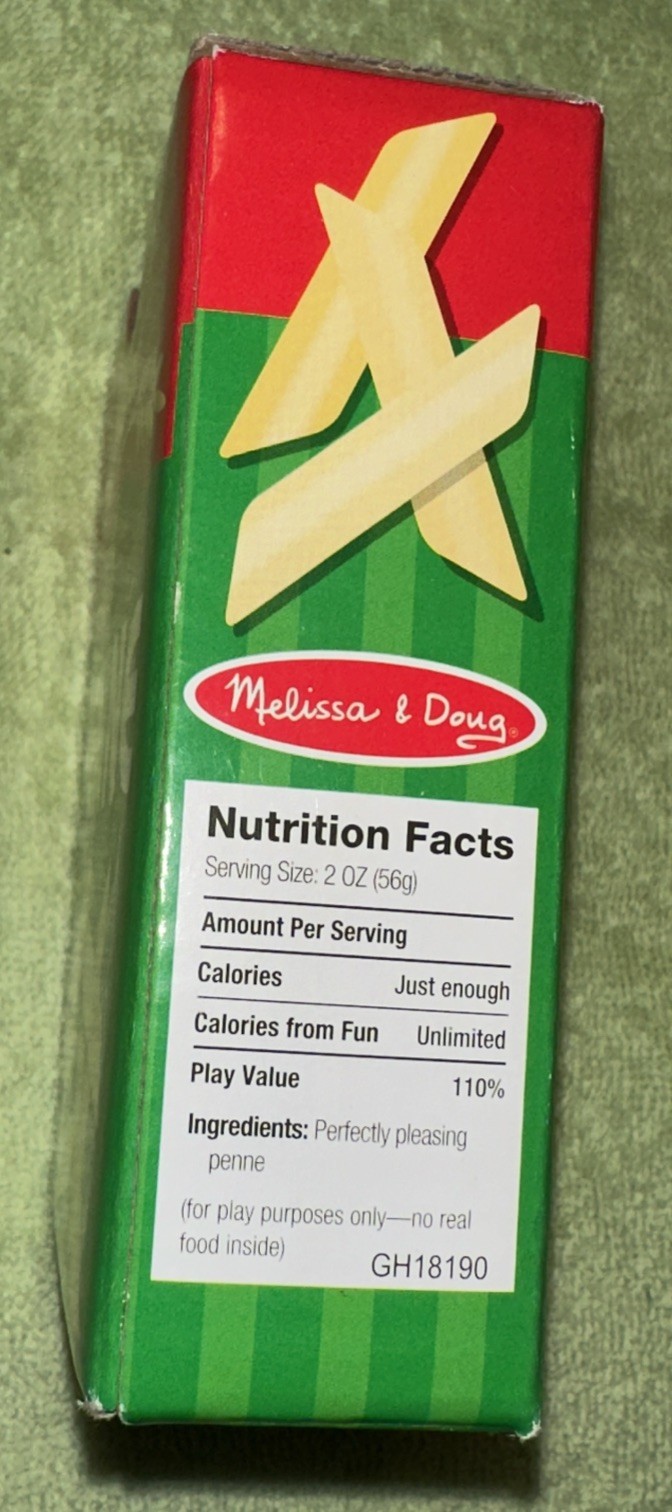 Melissa & Doug®
Nutrition Facts
Serving Size: 2 OZ (56g)
Amount Per Serving
Calories Just enough
Calories from Fun Unlimited
Play Value 110%
Ingredients: Perfectly pleasing
penne
(for play purposes only—no real
food inside)
GH18190